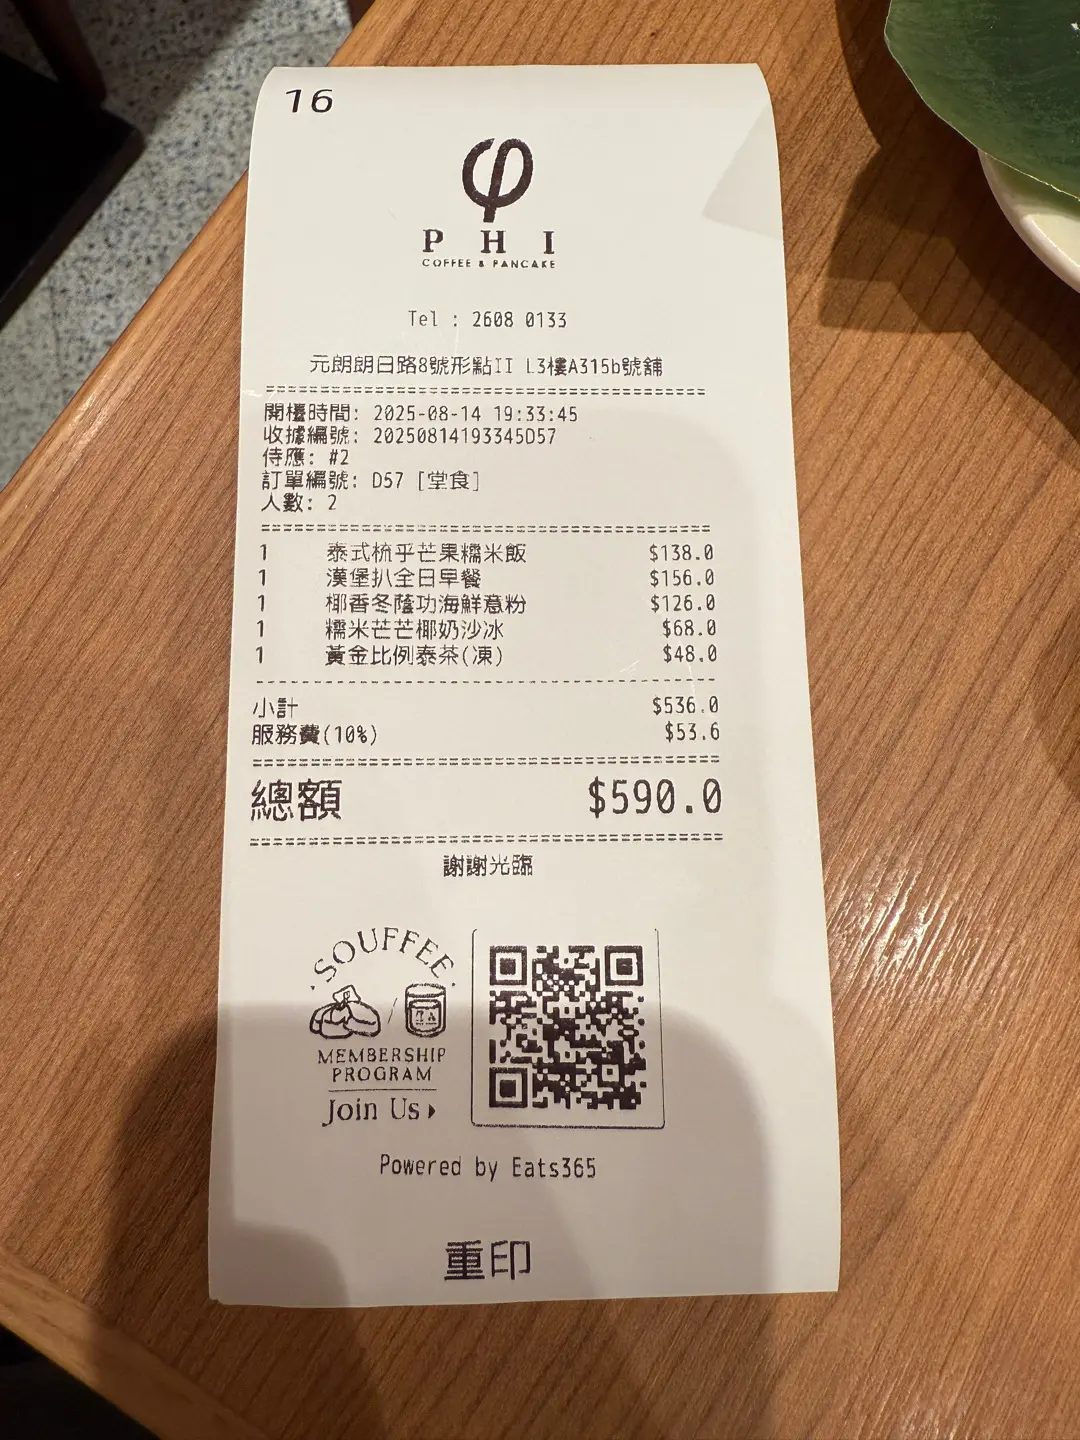 16
PHI
COFFEE & PANCAKE
Tel : 2608 0133
元朗朗日路8號形點II L3樓A315b號舖
開檯時間: 2025-08-14 19:33:45
收據編號: 20250814193345D57
侍應: #2
訂單編號: D57 [堂食]
人數: 2
1 泰式梳乎芒果糯米飯 $138.0
1 漢堡扒全日早餐 $156.0
1 椰香冬蔭功海鮮意粉 $126.0
1 糯米芒芒椰奶沙冰 $68.0
1 黃金比例泰茶(凍) $48.0
小計 $536.0
服務費(10%) $53.6
總額 $590.0
謝謝光臨
SOUFFEE
MEMBERSHIP
PROGRAM
Join Us
Powered by Eats365
重印